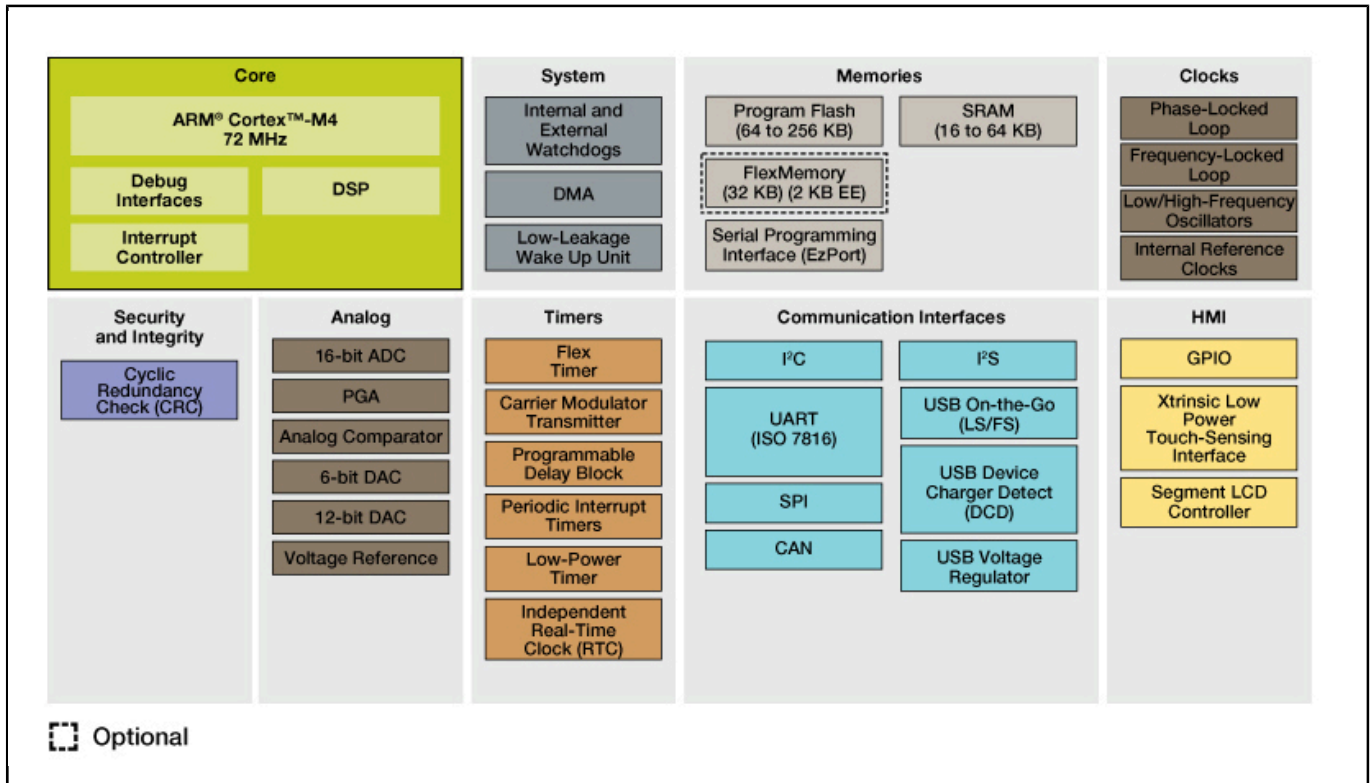 Core
ARM® Cortex™-M4
72 MHz
Debug
Interfaces
DSP
Interrupt
Controller
System
Internal and
External
Watchdogs
DMA
Low-Leakage
Wake Up Unit
Memories
Program Flash
(64 to 256 KB)
SRAM
(16 to 64 KB)
FlexMemory
(32 KB) (2 KB EE)
Serial Programming
Interface (EzPort)
Clocks
Phase-Locked
Loop
Frequency-Locked
Loop
Low/High-Frequency
Oscillators
Internal Reference
Clocks
Security
and Integrity
Cyclic
Redundancy
Check (CRC)
Analog
16-bit ADC
PGA
Analog Comparator
6-bit DAC
12-bit DAC
Voltage Reference
Timers
Flex
Timer
Carrier Modulator
Transmitter
Programmable
Delay Block
Periodic Interrupt
Timers
Low-Power
Timer
Independent
Real-Time
Clock (RTC)
Communication Interfaces
I²C
UART
(ISO 7816)
SPI
CAN
I²S
USB On-the-Go
(LS/FS)
USB Device
Charger Detect
(DCD)
USB Voltage
Regulator
HMI
GPIO
Xtrinsic Low
Power
Touch-Sensing
Interface
Segment LCD
Controller
Optional